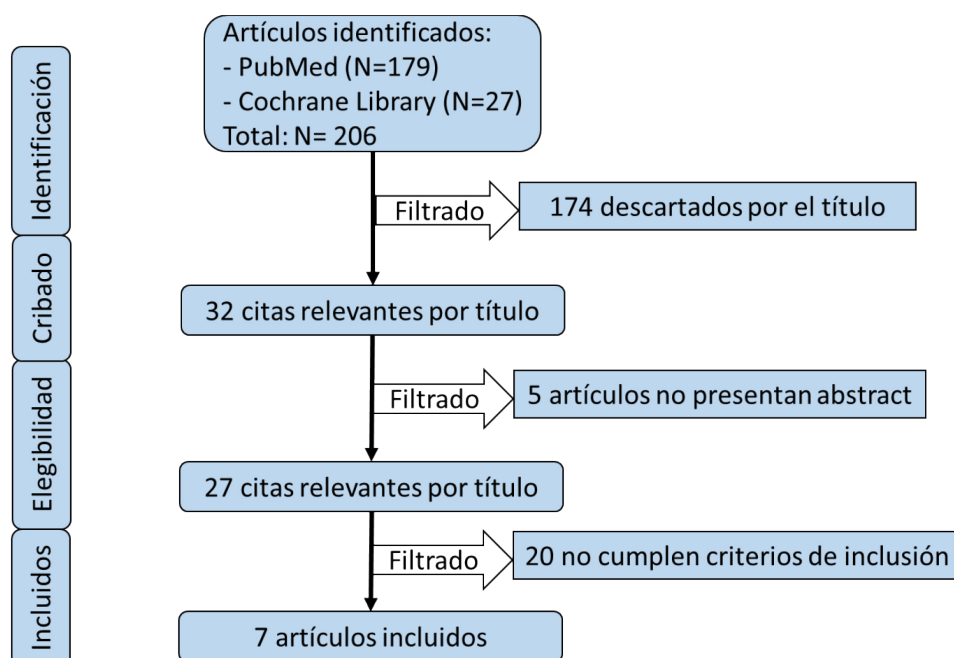 Identificación
Cribado
Elegibilidad
Incluidos
Artículos identificados:
- PubMed (N=179)
- Cochrane Library (N=27)
Total: N= 206
Filtrado
174 descartados por el título
32 citas relevantes por título
Filtrado
5 artículos no presentan abstract
27 citas relevantes por título
Filtrado
20 no cumplen criterios de inclusión
7 artículos incluidos